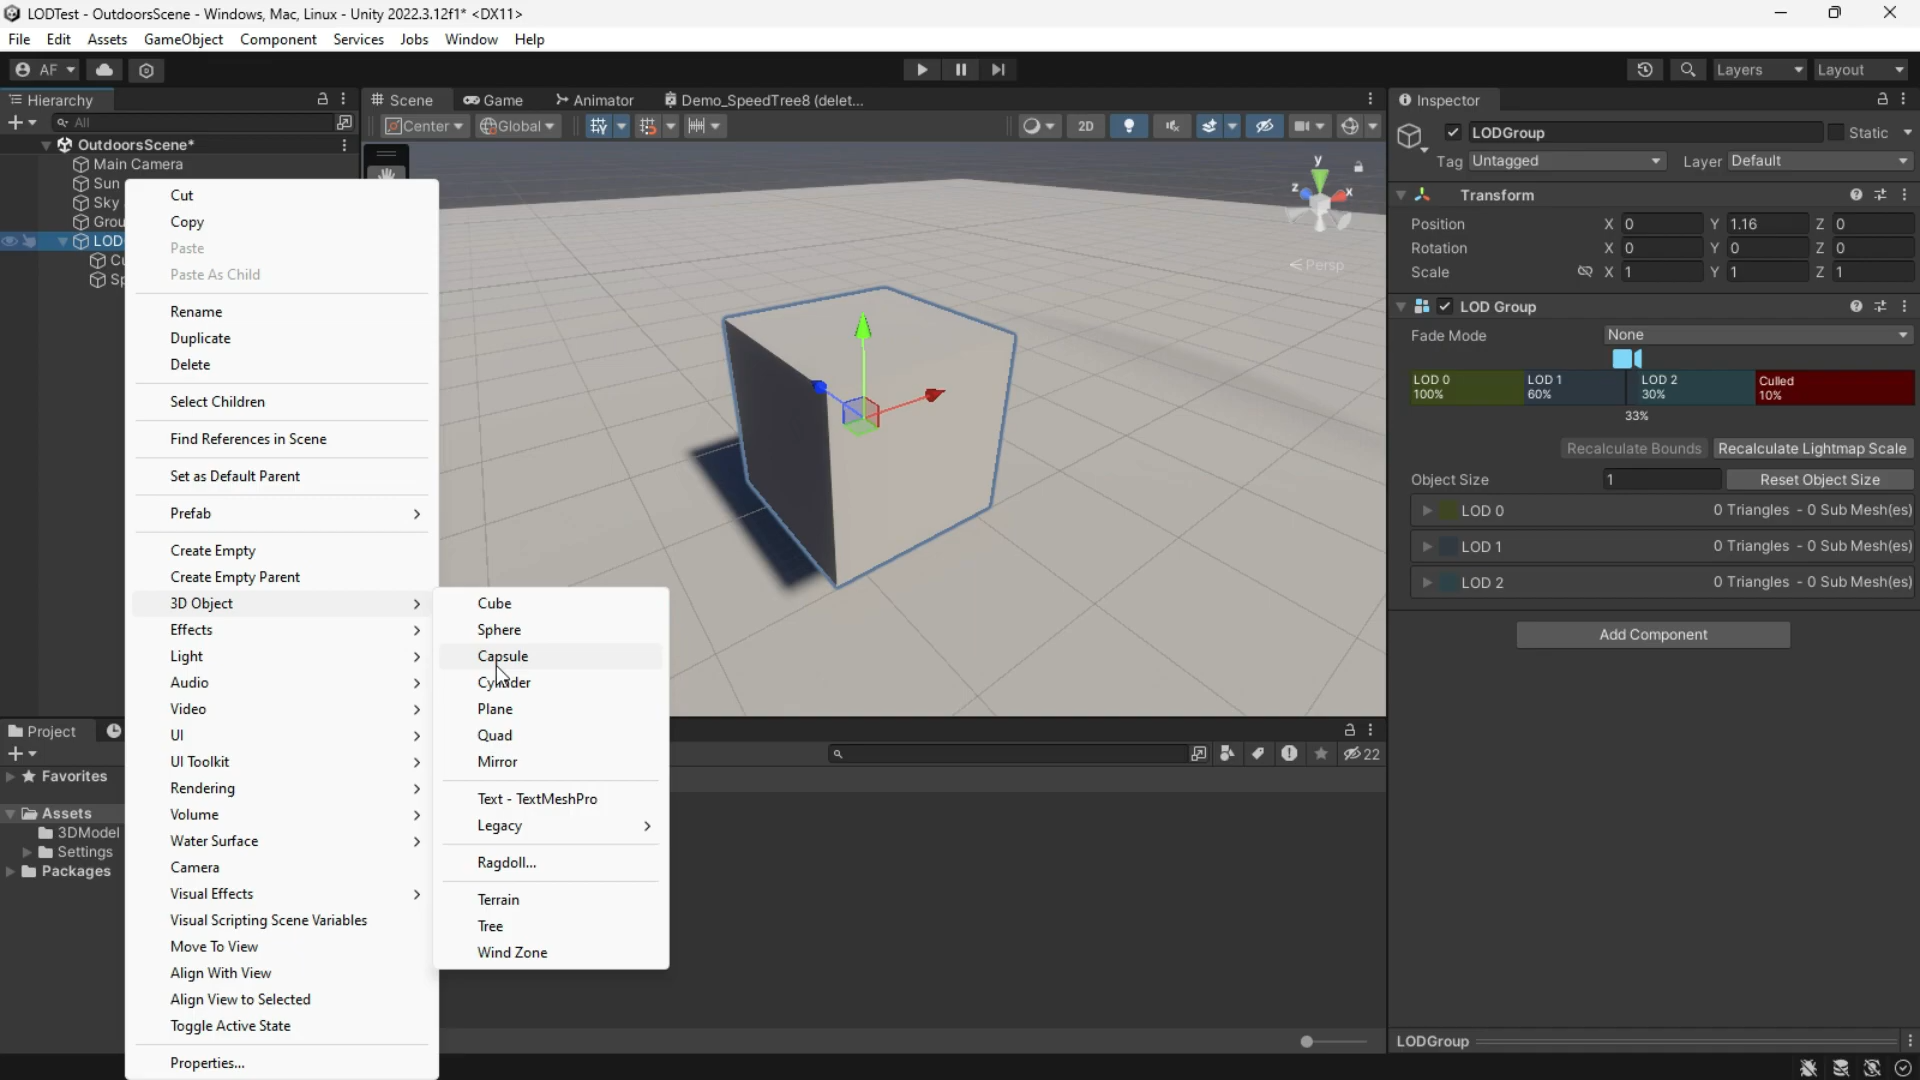 LODTest - OutdoorsScene - Windows, Mac, Linux - Unity 2022.3.12f1* <DX11>
File Edit Assets GameObject Component Services Jobs Window Help
AF Layers Layout
Hierarchy Scene Game Animator Demo_SpeedTree8 (delet... Inspector
All Center Global 2D
LODGroup Static
Tag Untagged Layer Default
OutdoorsScene*
Main Camera
Sun
Sky
Grou
LOD
Cu
Sp
Cut
Copy
Paste
Paste As Child
Rename
Duplicate
Delete
Select Children
Find References in Scene
Set as Default Parent
Prefab
Create Empty
Create Empty Parent
3D Object
Effects
Light
Audio
Video
UI
UI Toolkit
Rendering
Volume
Water Surface
Camera
Visual Effects
Visual Scripting Scene Variables
Move To View
Align With View
Align View to Selected
Toggle Active State
Properties...
Cube
Sphere
Capsule
Cylinder
Plane
Quad
Mirror
Text - TextMeshPro
Legacy
Ragdoll...
Terrain
Tree
Wind Zone
y
z x
Persp
Transform
Position X 0 Y 1.16 Z 0
Rotation X 0 Y 0 Z 0
Scale X 1 Y 1 Z 1
LOD Group
Fade Mode None
LOD 0 LOD 1 LOD 2 Culled
100% 60% 30% 10%
33%
Recalculate Bounds Recalculate Lightmap Scale
Object Size 1 Reset Object Size
LOD 0 0 Triangles - 0 Sub Mesh(es)
LOD 1 0 Triangles - 0 Sub Mesh(es)
LOD 2 0 Triangles - 0 Sub Mesh(es)
Add Component
Project
22
Favorites
Assets
3DModel
Settings
Packages
LODGroup